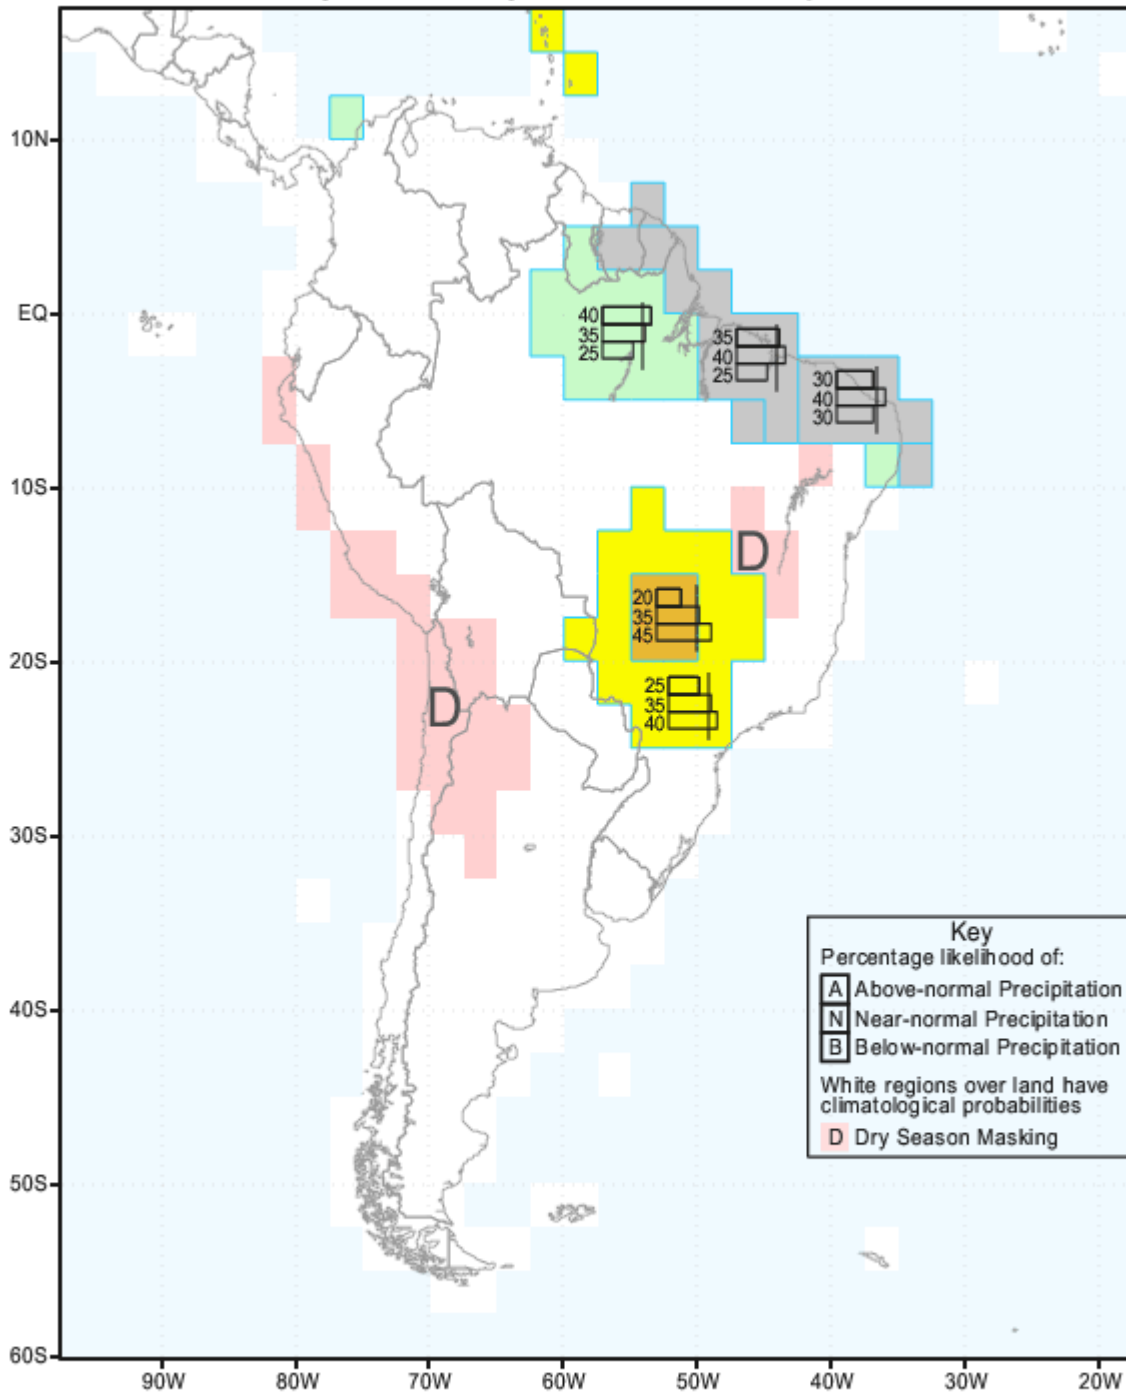 10N
EQ
10S
20S
30S
40S
50S
60S
40
35
25
35
40
25
30
40
30
D
20
35
45
D
25
35
40
Key
Percentage likelihood of:
A Above-normal Precipitation
N Near-normal Precipitation
B Below-normal Precipitation
White regions over land have
climatological probabilities
D Dry Season Masking
90W 80W 70W 60W 50W 40W 30W 20W